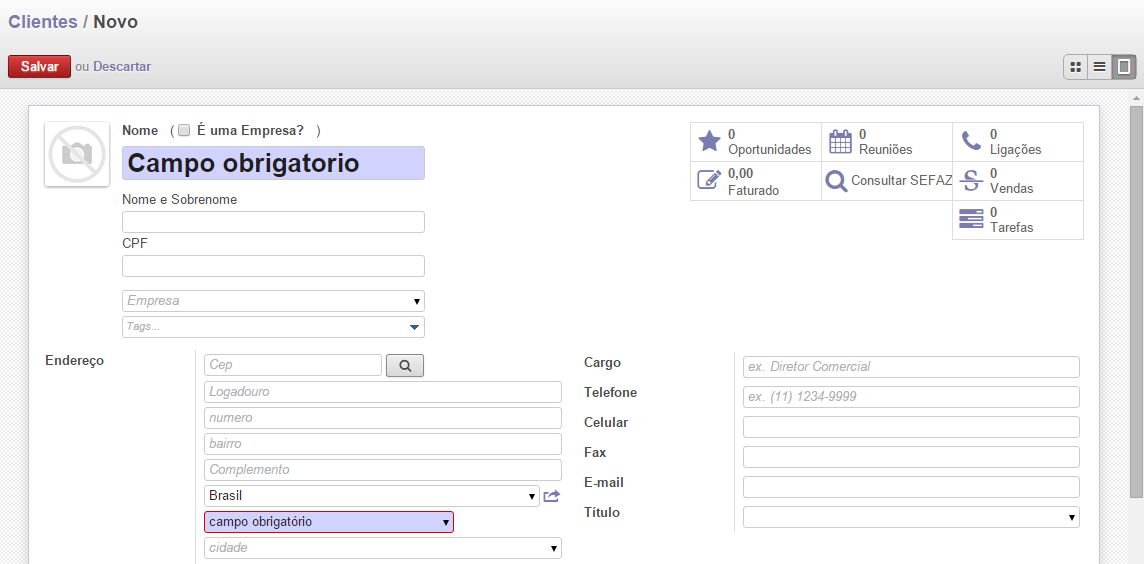 Clientes / Novo
Salvar ou Descartar
Nome ( É uma Empresa? )
Campo obrigatorio
Nome e Sobrenome
CPF
Empresa
Tags...
0
Oportunidades
0
Reuniões
0
Ligações
0,00
Faturado
Consultar SEFAZ
0
Vendas
0
Tarefas
Endereço
Cep
Logadouro
numero
bairro
Complemento
Brasil
campo obrigatório
cidade
Cargo
ex. Diretor Comercial
Telefone
ex. (11) 1234-9999
Celular
Fax
E-mail
Título